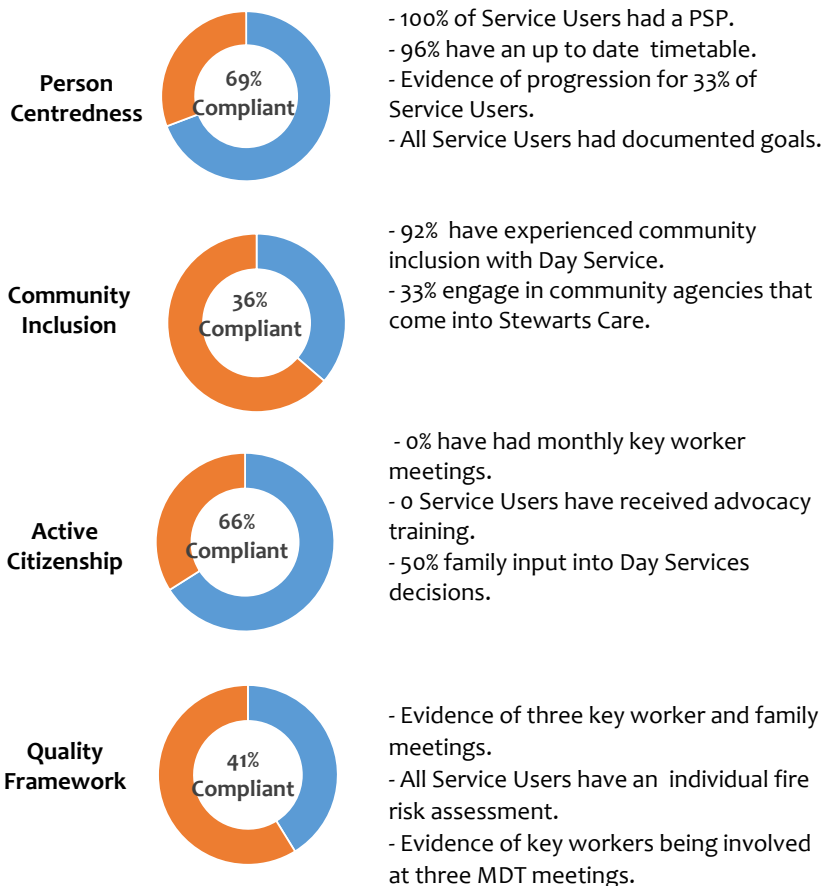 Person
Centredness
69%
Compliant
- 100% of Service Users had a PSP.
- 96% have an up to date timetable.
- Evidence of progression for 33% of
Service Users.
- All Service Users had documented goals.
Community
Inclusion
36%
Compliant
- 92% have experienced community
inclusion with Day Service.
- 33% engage in community agencies that
come into Stewarts Care.
Active
Citizenship
66%
Compliant
- 0% have had monthly key worker
meetings.
- 0 Service Users have received advocacy
training.
- 50% family input into Day Services
decisions.
Quality
Framework
41%
Compliant
- Evidence of three key worker and family
meetings.
- All Service Users have an individual fire
risk assessment.
- Evidence of key workers being involved
at three MDT meetings.